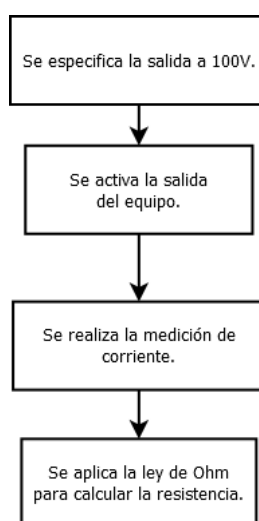 Se especifica la salida a 100V.
Se activa la salida
del equipo.
Se realiza la medición de
corriente.
Se aplica la ley de Ohm
para calcular la resistencia.